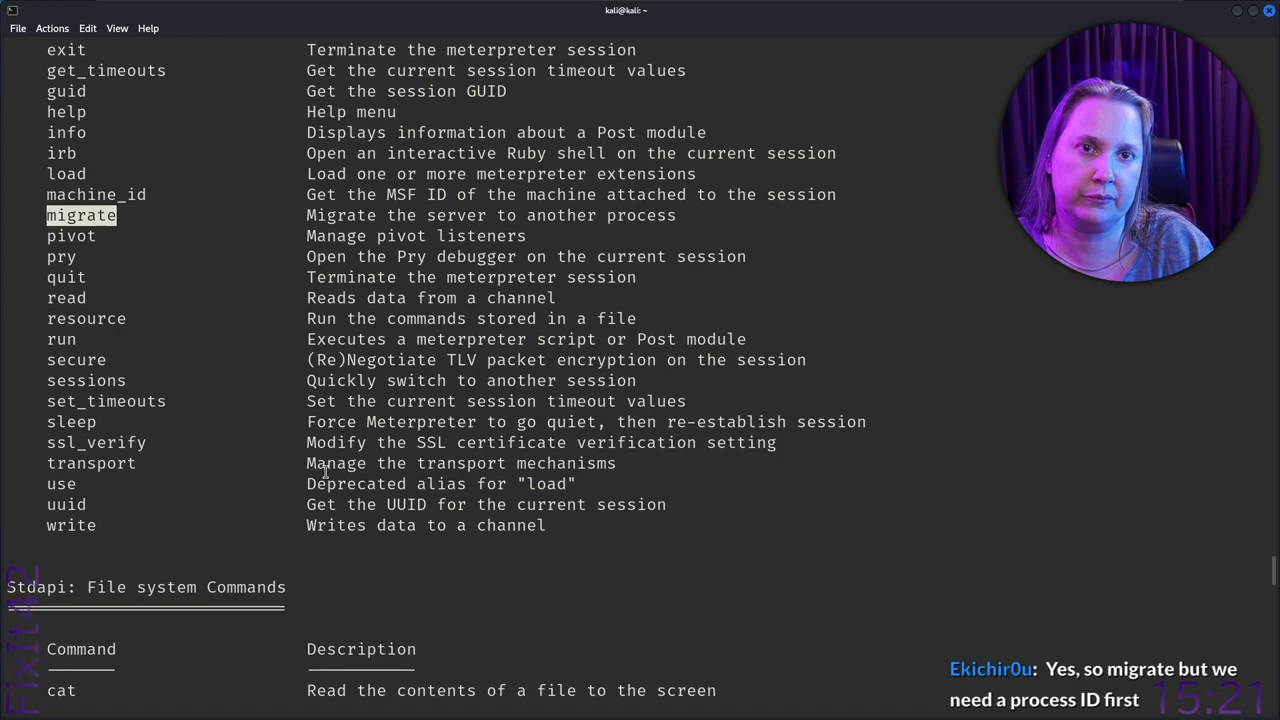 kali@kali: ~
File Actions Edit View Help
exit Terminate the meterpreter session
get_timeouts Get the current session timeout values
guid Get the session GUID
help Help menu
info Displays information about a Post module
irb Open an interactive Ruby shell on the current session
load Load one or more meterpreter extensions
machine_id Get the MSF ID of the machine attached to the session
migrate Migrate the server to another process
pivot Manage pivot listeners
pry Open the Pry debugger on the current session
quit Terminate the meterpreter session
read Reads data from a channel
resource Run the commands stored in a file
run Executes a meterpreter script or Post module
secure (Re)Negotiate TLV packet encryption on the session
sessions Quickly switch to another session
set_timeouts Set the current session timeout values
sleep Force Meterpreter to go quiet, then re-establish session
ssl_verify Modify the SSL certificate verification setting
transport Manage the transport mechanisms
use Deprecated alias for "load"
uuid Get the UUID for the current session
write Writes data to a channel
Stdapi: File system Commands
Command Description
cat Read the contents of a file to the screen
FixIt42
Ekichir0u: Yes, so migrate but we
need a process ID first
15:21